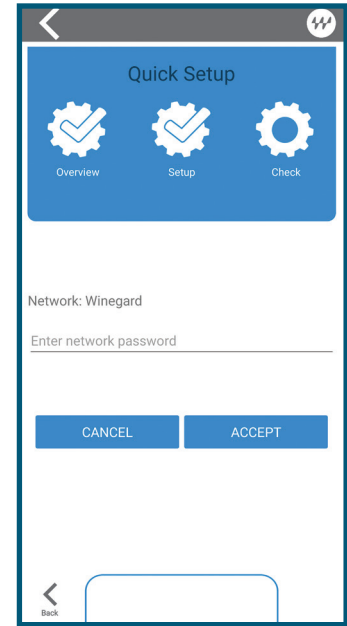 Quick Setup
Overview Setup Check
Network: Winegard
Enter network password
CANCEL ACCEPT
Back